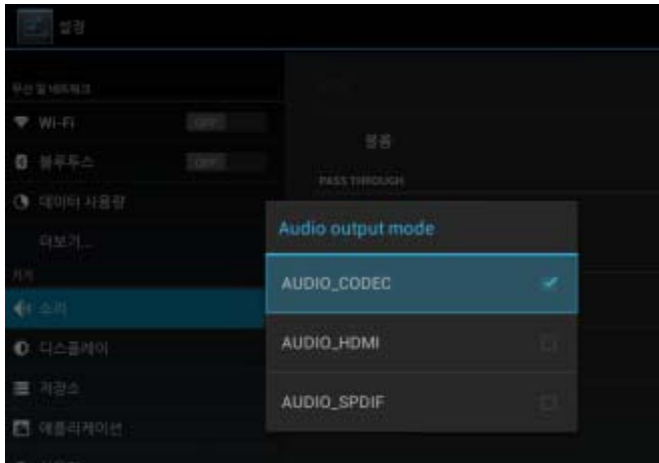 설정
무선 및 네트워크
Wi-Fi
OFF
블루투스
OFF
데이터 사용량
더보기...
기기
소리
디스플레이
저장소
애플리케이션
볼륨
PASS THROUGH
Audio output mode
AUDIO_CODEC
AUDIO_HDMI
AUDIO_SPDIF